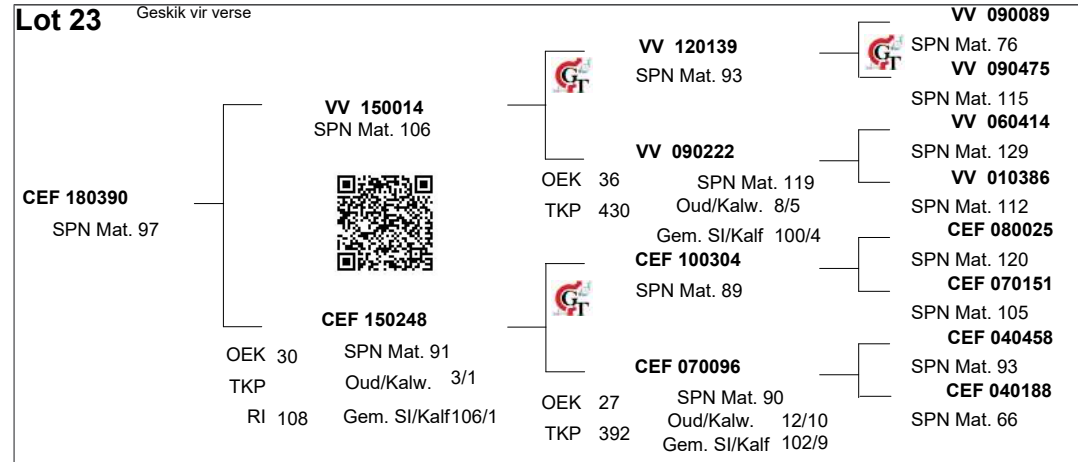 Lot 23 Geskik vir verse
CEF 180390
SPN Mat. 97
VV 150014
SPN Mat. 106
CEF 150248
OEK 30 SPN Mat. 91
TKP Oud/Kalw. 3/1
RI 108 Gem. SI/Kalf106/1
GT
VV 120139
SPN Mat. 93
VV 090222
OEK 36 SPN Mat. 119
TKP 430 Oud/Kalw. 8/5
Gem. SI/Kalf 100/4
GT
CEF 100304
SPN Mat. 89
CEF 070096
OEK 27 SPN Mat. 90
Oud/Kalw. 12/10
TKP 392 Gem. SI/Kalf 102/9
GT
VV 090089
SPN Mat. 76
VV 090475
SPN Mat. 115
VV 060414
SPN Mat. 129
VV 010386
SPN Mat. 112
CEF 080025
SPN Mat. 120
CEF 070151
SPN Mat. 105
CEF 040458
SPN Mat. 93
CEF 040188
SPN Mat. 66